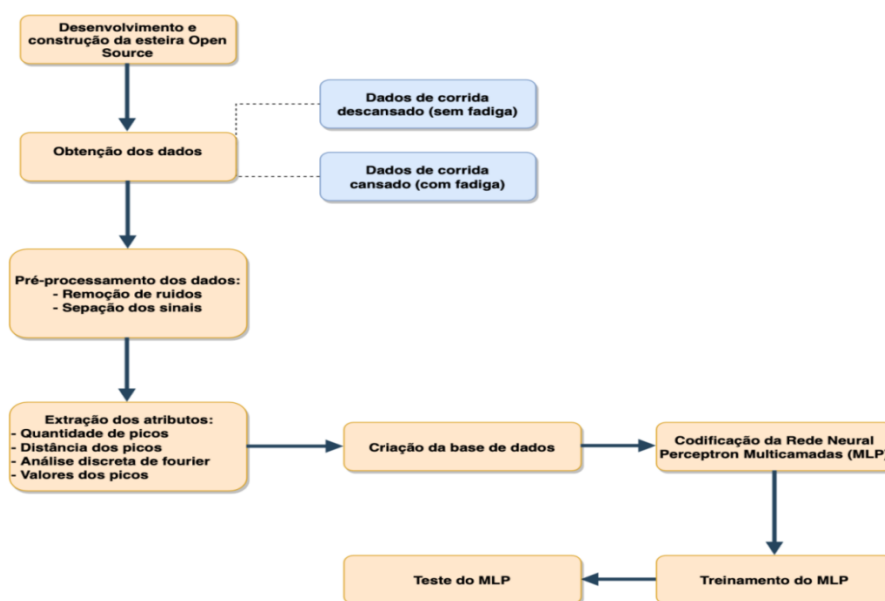 Desenvolvimento e
construção da esteira Open
Source
Dados de corrida
descansado (sem fadiga)
Obtenção dos dados
Dados de corrida
cansado (com fadiga)
Pré-processamento dos dados:
- Remoção de ruidos
- Sepação dos sinais
Extração dos atributos:
- Quantidade de picos
- Distância dos picos
- Análise discreta de fourier
- Valores dos picos
Criação da base de dados
Codificação da Rede Neural
Perceptron Multicamadas (MLP)
Teste do MLP
Treinamento do MLP